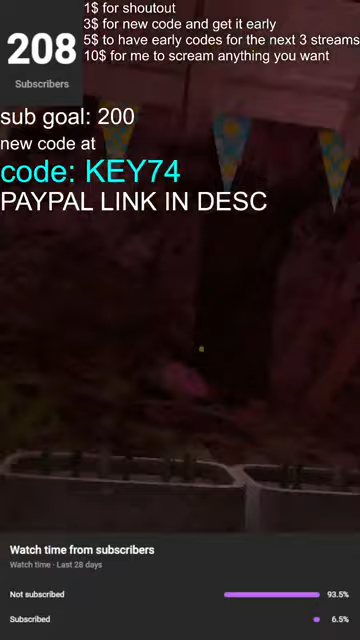 208
Subscribers
1$ for shoutout
3$ for new code and get it early
5$ to have early codes for the next 3 streams
10$ for me to scream anything you want
sub goal: 200
new code at
code: KEY74
PAYPAL LINK IN DESC
Watch time from subscribers
Watch time · Last 28 days
Not subscribed 93.5%
Subscribed 6.5%